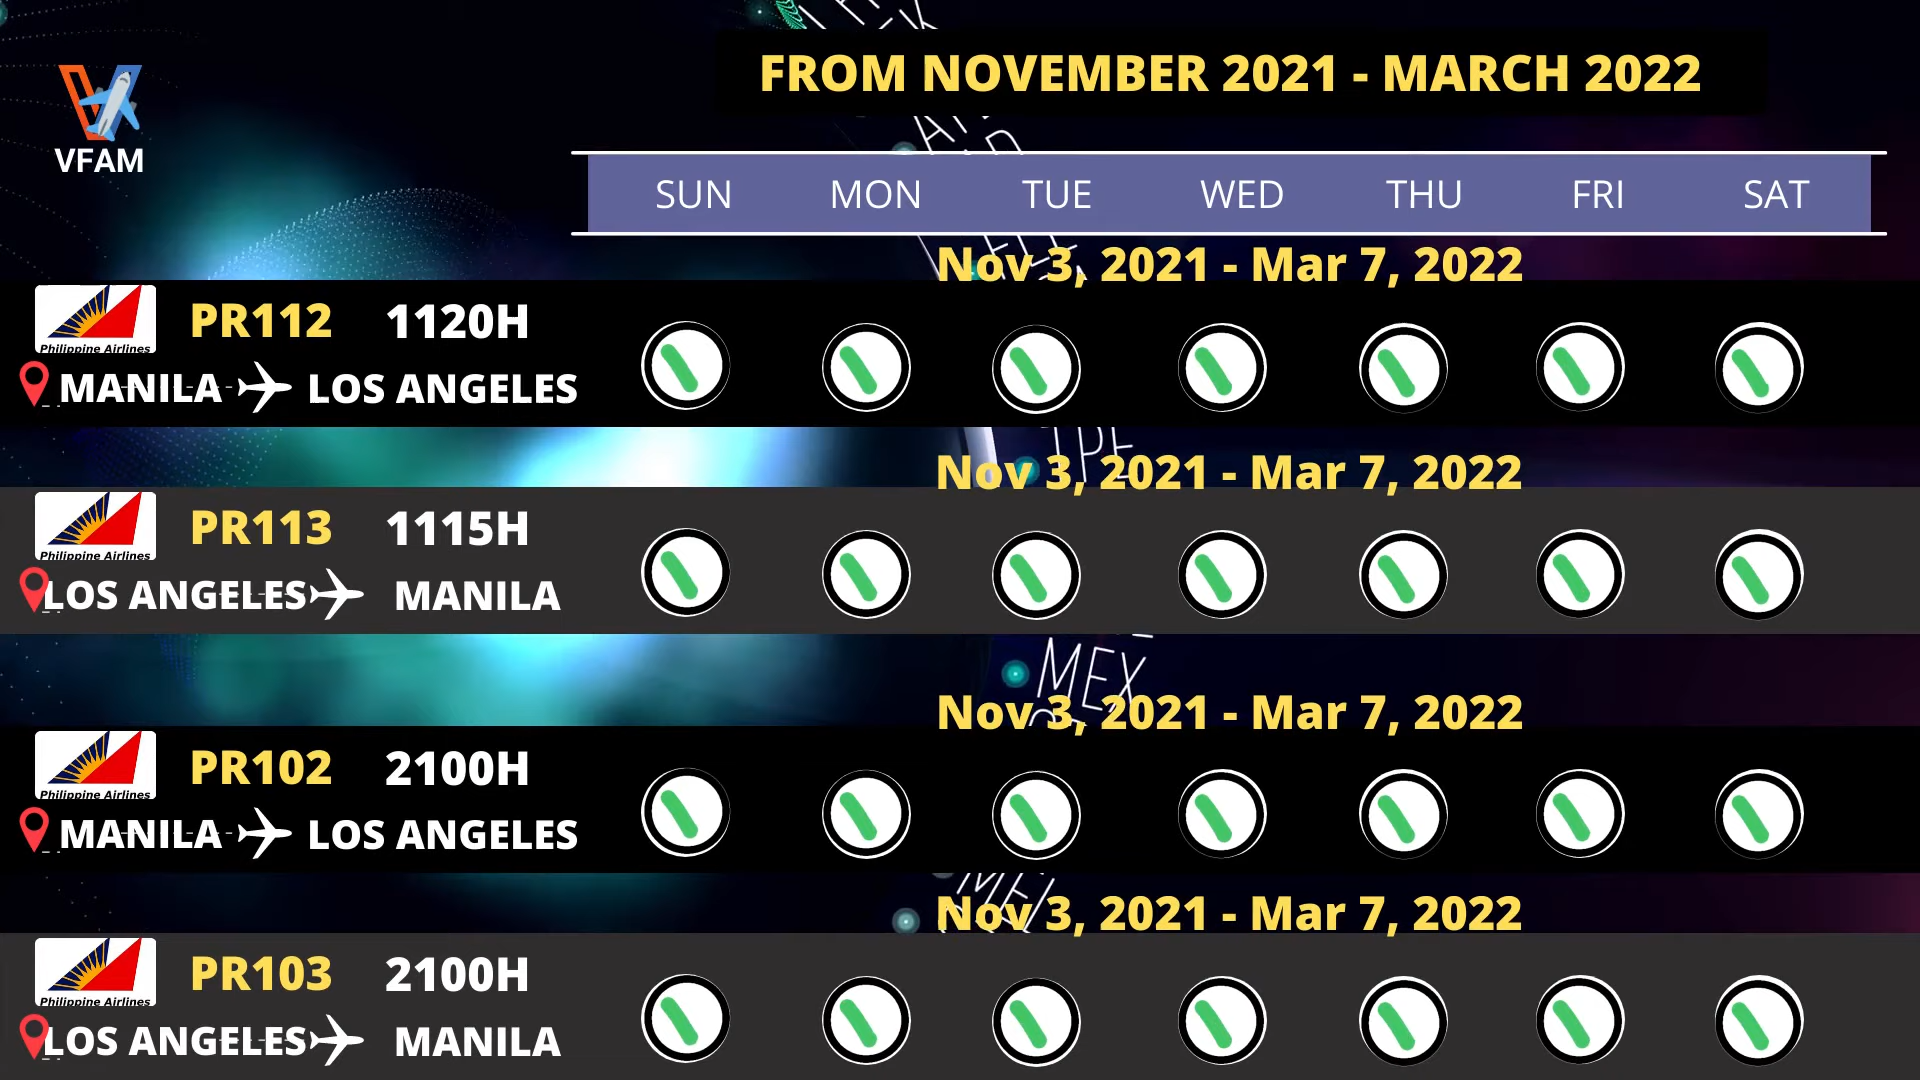 FROM NOVEMBER 2021 - MARCH 2022
VFAM
SUN MON TUE WED THU FRI SAT
Nov 3, 2021 - Mar 7, 2022
Philippine Airlines
PR112 1120H
MANILA LOS ANGELES
TPE
Nov 3, 2021 - Mar 7, 2022
Philippine Airlines
PR113 1115H
LOS ANGELES MANILA
MEX
Nov 3, 2021 - Mar 7, 2022
Philippine Airlines
PR102 2100H
MANILA LOS ANGELES
Nov 3, 2021 - Mar 7, 2022
Philippine Airlines
PR103 2100H
LOS ANGELES MANILA